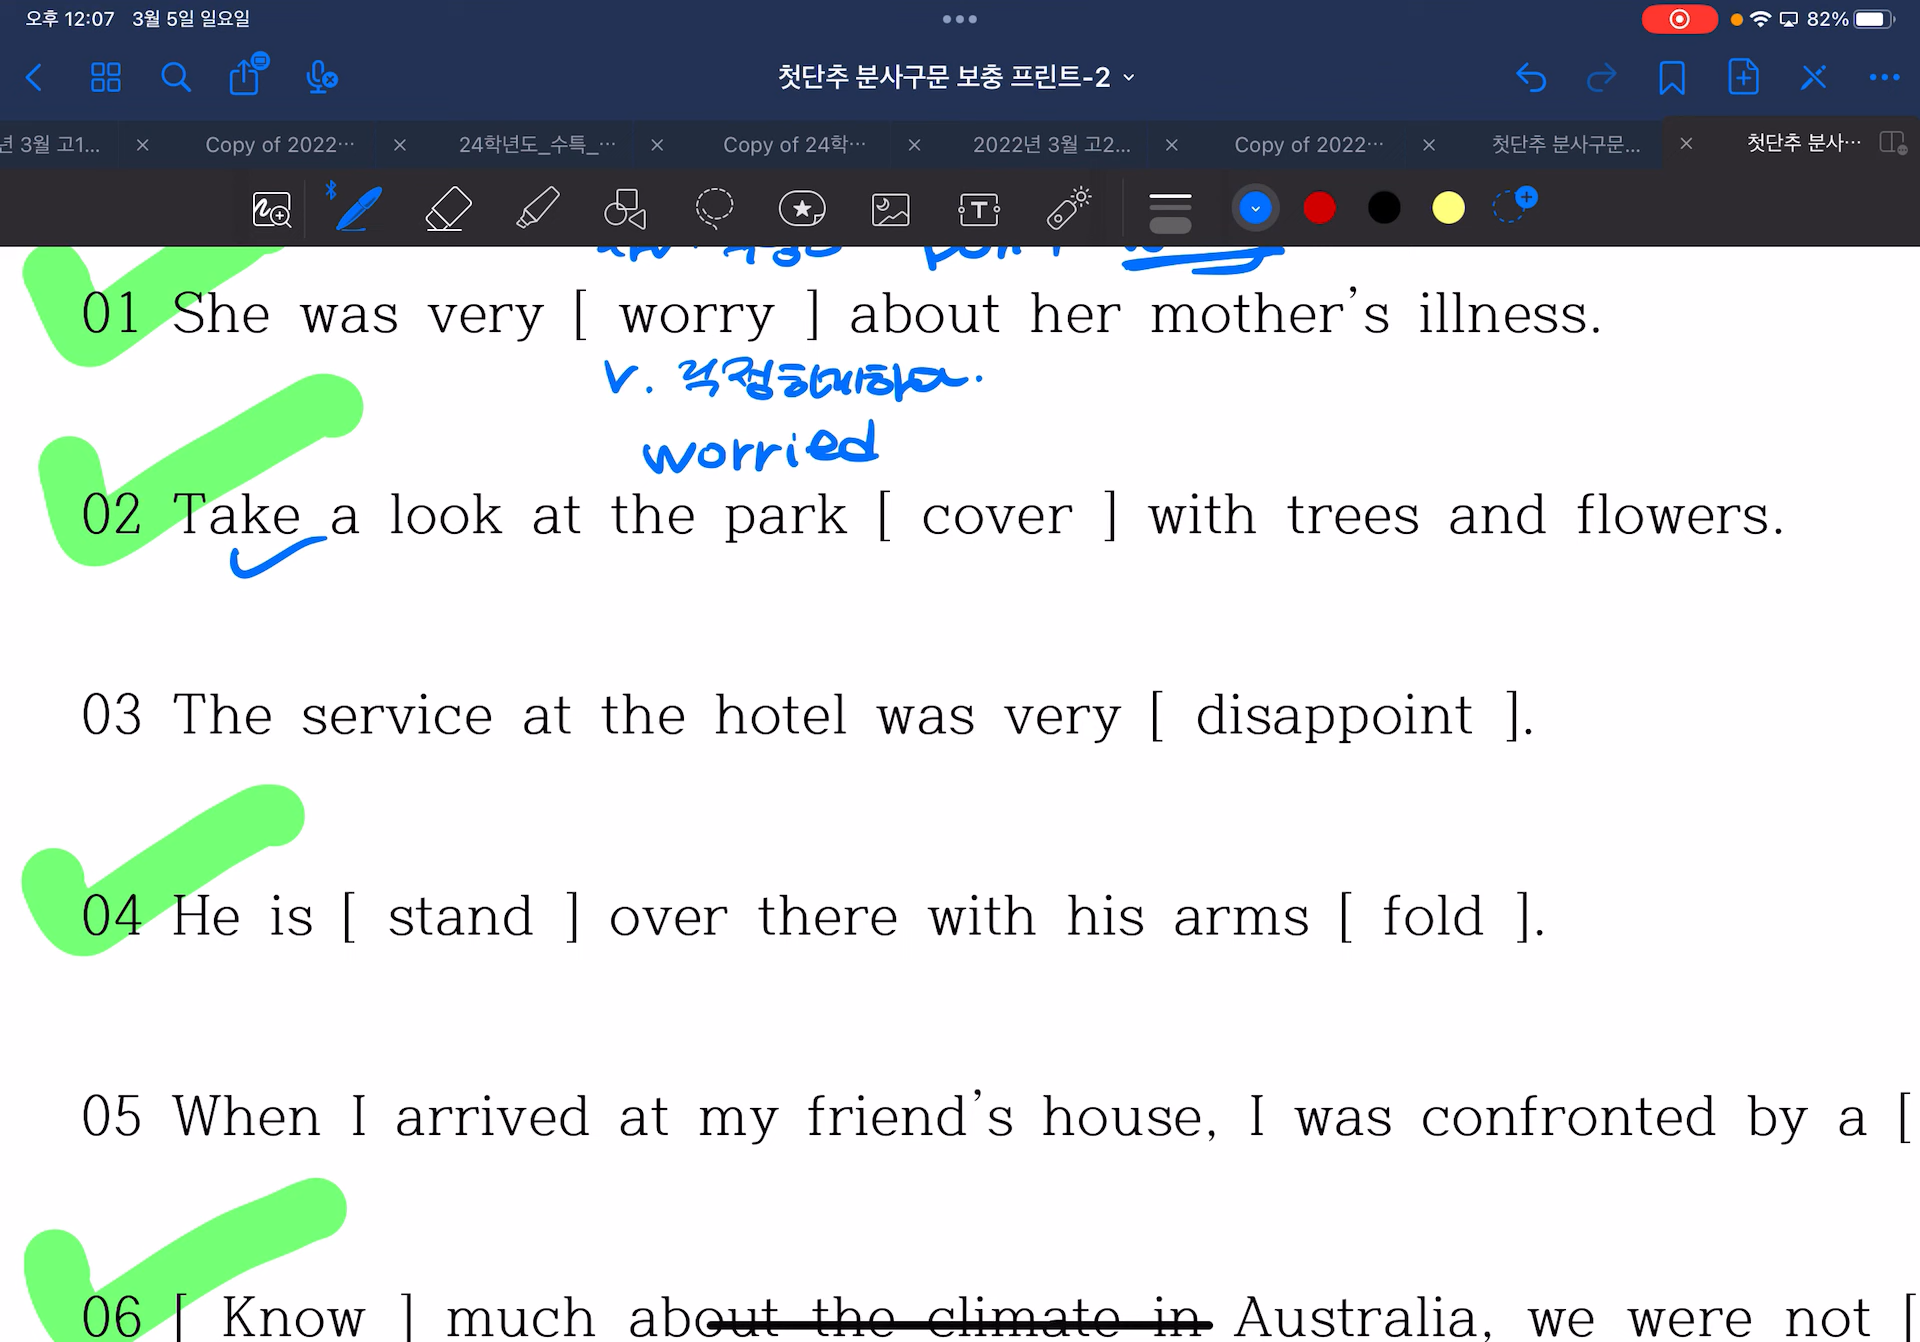 오후 12:07 3월 5일 일요일
82%
첫단추 분사구문 보충 프린트-2
년 3월 고1...
Copy of 2022...
24학년도_수특_...
Copy of 24학...
2022년 3월 고2...
Copy of 2022...
첫단추 분사구문...
첫단추 분사...
01 She was very [ worry ] about her mother's illness.
v. 걱정하게하다.
worried
02 Take a look at the park [ cover ] with trees and flowers.
03 The service at the hotel was very [ disappoint ].
04 He is [ stand ] over there with his arms [ fold ].
05 When I arrived at my friend's house, I was confronted by a [
06 [ Know ] much about the climate in Australia, we were not [